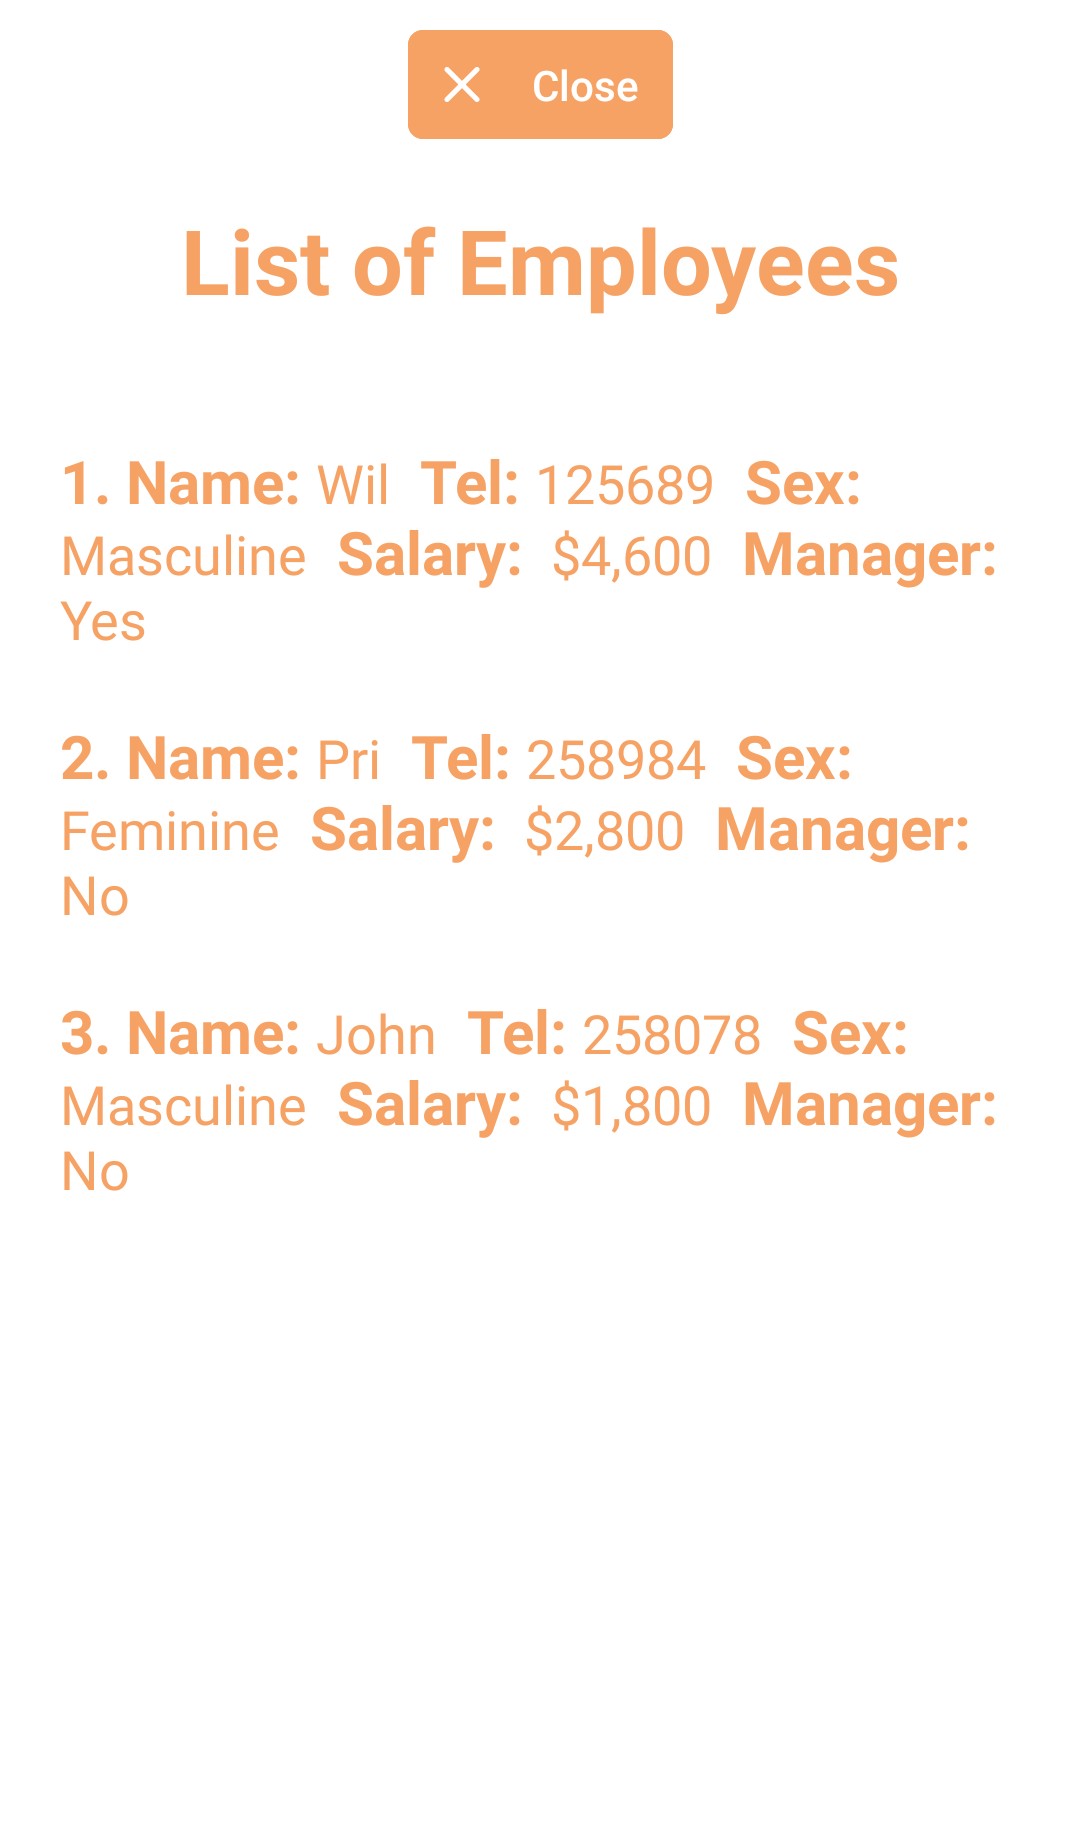 Close
List of Employees
1. Name: Wil Tel: 125689 Sex:
Masculine Salary: $4,600 Manager:
Yes
2. Name: Pri Tel: 258984 Sex:
Feminine Salary: $2,800 Manager:
No
3. Name: John Tel: 258078 Sex:
Masculine Salary: $1,800 Manager:
No